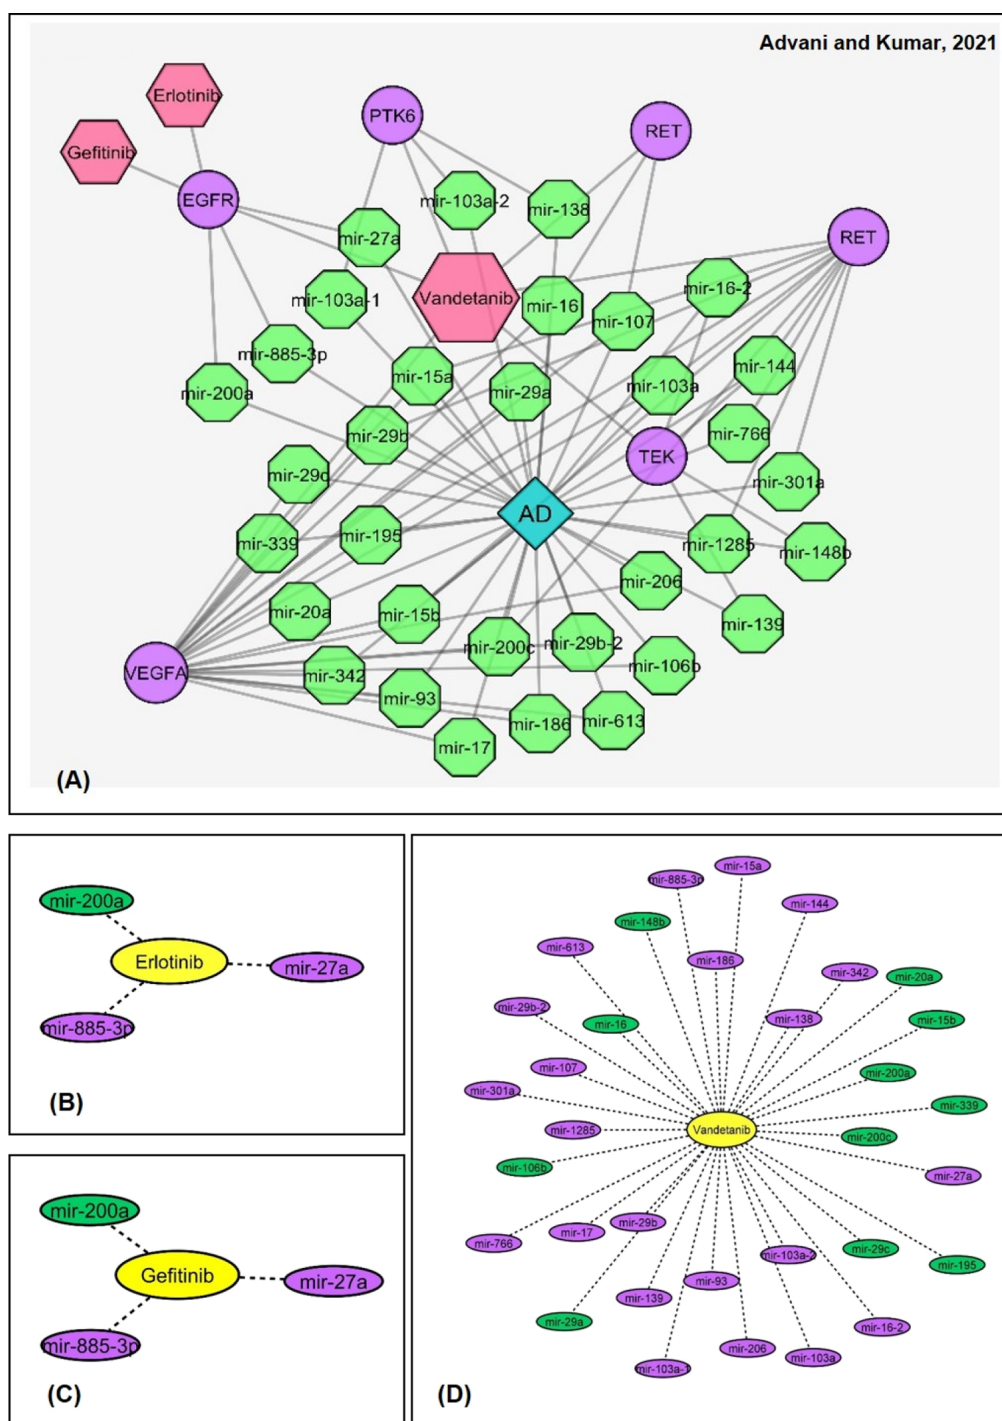 Advani and Kumar, 2021
Erlotinib
Gefitinib
PTK6
RET
EGFR
mir-103a-2
mir-138
mir-27a
RET
mir-103a-1
Vandetanib
mir-16
mir-16-2
mir-107
mir-885-3p
mir-200a
mir-15a
mir-29a
mir-103a
mir-144
mir-29b
mir-766
TEK
mir-29c
mir-301a
AD
mir-339
mir-195
mir-1285
mir-148b
mir-206
mir-20a
mir-15b
mir-139
mir-200c
mir-29b-2
VEGFA
mir-342
mir-106b
mir-93
mir-186
mir-613
mir-17
(A)
mir-200a
Erlotinib
mir-27a
mir-885-3p
(B)
mir-200a
Gefitinib
mir-27a
mir-885-3p
(C)
mir-15a
mir-885-3p
mir-144
mir-148b
mir-613
mir-186
mir-342
mir-20a
mir-29b-2
mir-16
mir-138
mir-15b
mir-107
mir-200a
mir-301a
mir-339
mir-1285
Vandetanib
mir-200c
mir-106b
mir-27a
mir-29b
mir-17
mir-766
mir-103a-2
mir-29c
mir-195
mir-93
mir-139
mir-29a
mir-16-2
mir-206
mir-103a
mir-103a-1
(D)